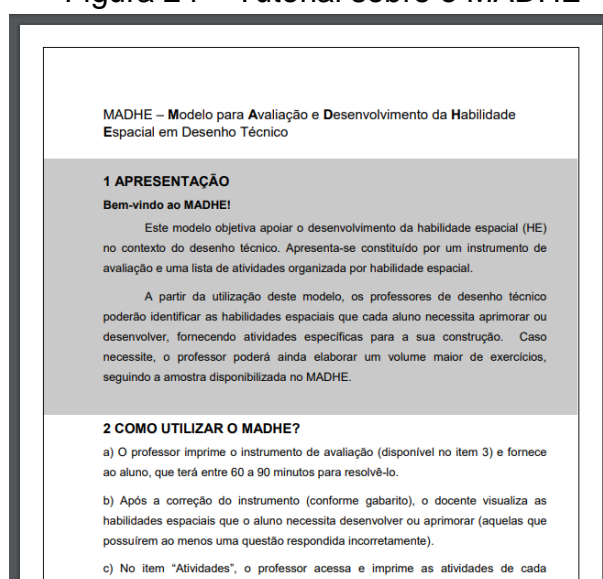 Figura 24 – Tutorial sobre o MADHE
MADHE – Modelo para Avaliação e Desenvolvimento da Habilidade
Espacial em Desenho Técnico
1 APRESENTAÇÃO
Bem-vindo ao MADHE!
Este modelo objetiva apoiar o desenvolvimento da habilidade espacial (HE)
no contexto do desenho técnico. Apresenta-se constituído por um instrumento de
avaliação e uma lista de atividades organizada por habilidade espacial.
A partir da utilização deste modelo, os professores de desenho técnico
poderão identificar as habilidades espaciais que cada aluno necessita aprimorar ou
desenvolver, fornecendo atividades específicas para a sua construção. Caso
necessite, o professor poderá ainda elaborar um volume maior de exercícios,
seguindo a amostra disponibilizada no MADHE.
2 COMO UTILIZAR O MADHE?
a) O professor imprime o instrumento de avaliação (disponível no item 3) e fornece
ao aluno, que terá entre 60 a 90 minutos para resolvê-lo.
b) Após a correção do instrumento (conforme gabarito), o docente visualiza as
habilidades espaciais que o aluno necessita desenvolver ou aprimorar (aquelas que
possuírem ao menos uma questão respondida incorretamente).
c) No item “Atividades”, o professor acessa e imprime as atividades de cada